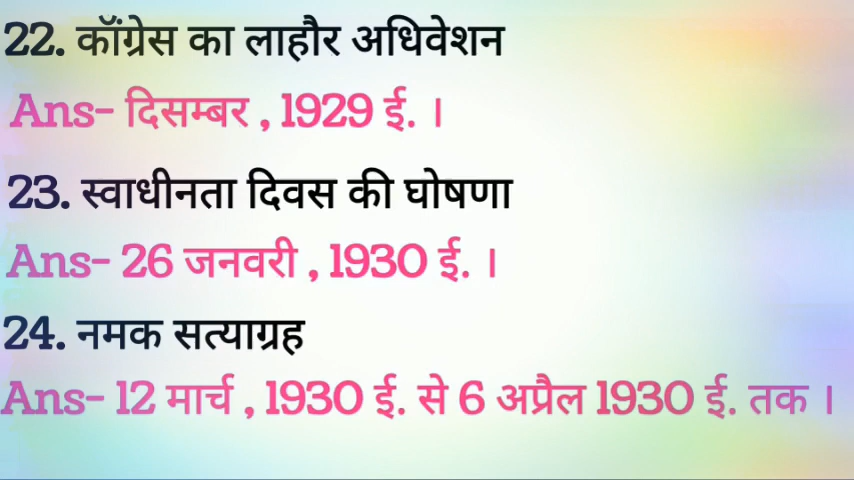 22. कॉंग्रेस का लाहौर अधिवेशन
Ans- दिसम्बर , 1929 ई. ।
23. स्वाधीनता दिवस की घोषणा
Ans- 26 जनवरी , 1930 ई. ।
24. नमक सत्याग्रह
Ans- 12 मार्च , 1930 ई. से 6 अप्रैल 1930 ई. तक ।